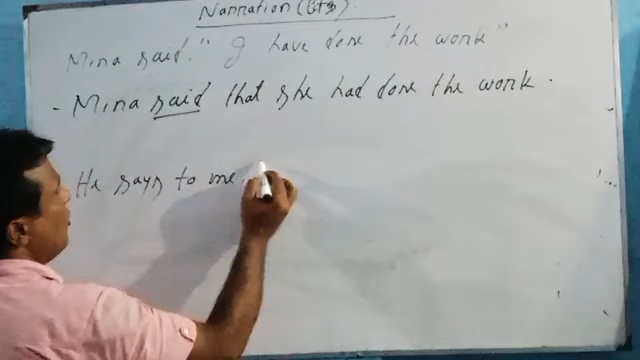 Narration (উক্তি)
Mina said." I have done the work"
- Mina said that she had done the work.
He says to me,